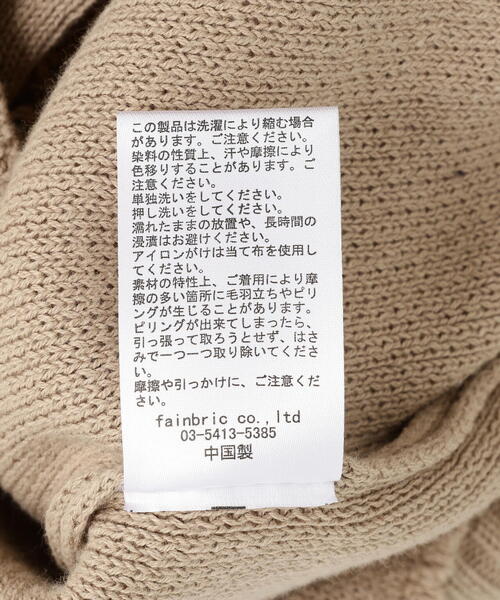 この製品は洗濯により縮む場合
があります。ご注意ください。
染料の性質上、汗や摩擦により
色移りすることがあります。ご
注意ください。
単独洗いをしてください。
押し洗いをしてください。
濡れたままの放置や、長時間の
浸漬はお避けください。
アイロンがけは当て布を使用し
てください。
素材の特性上、ご着用により摩
擦の多い箇所に毛羽立ちやピリ
ングが生じることがあります。
ピリングが出来てしまったら、
引っ張って取ろうとせず、はさ
みで一つ一つ取り除いてくださ
い。
摩擦や引っかけに、ご注意くだ
さい。
fainbric co.,ltd
03-5413-5385
中国製